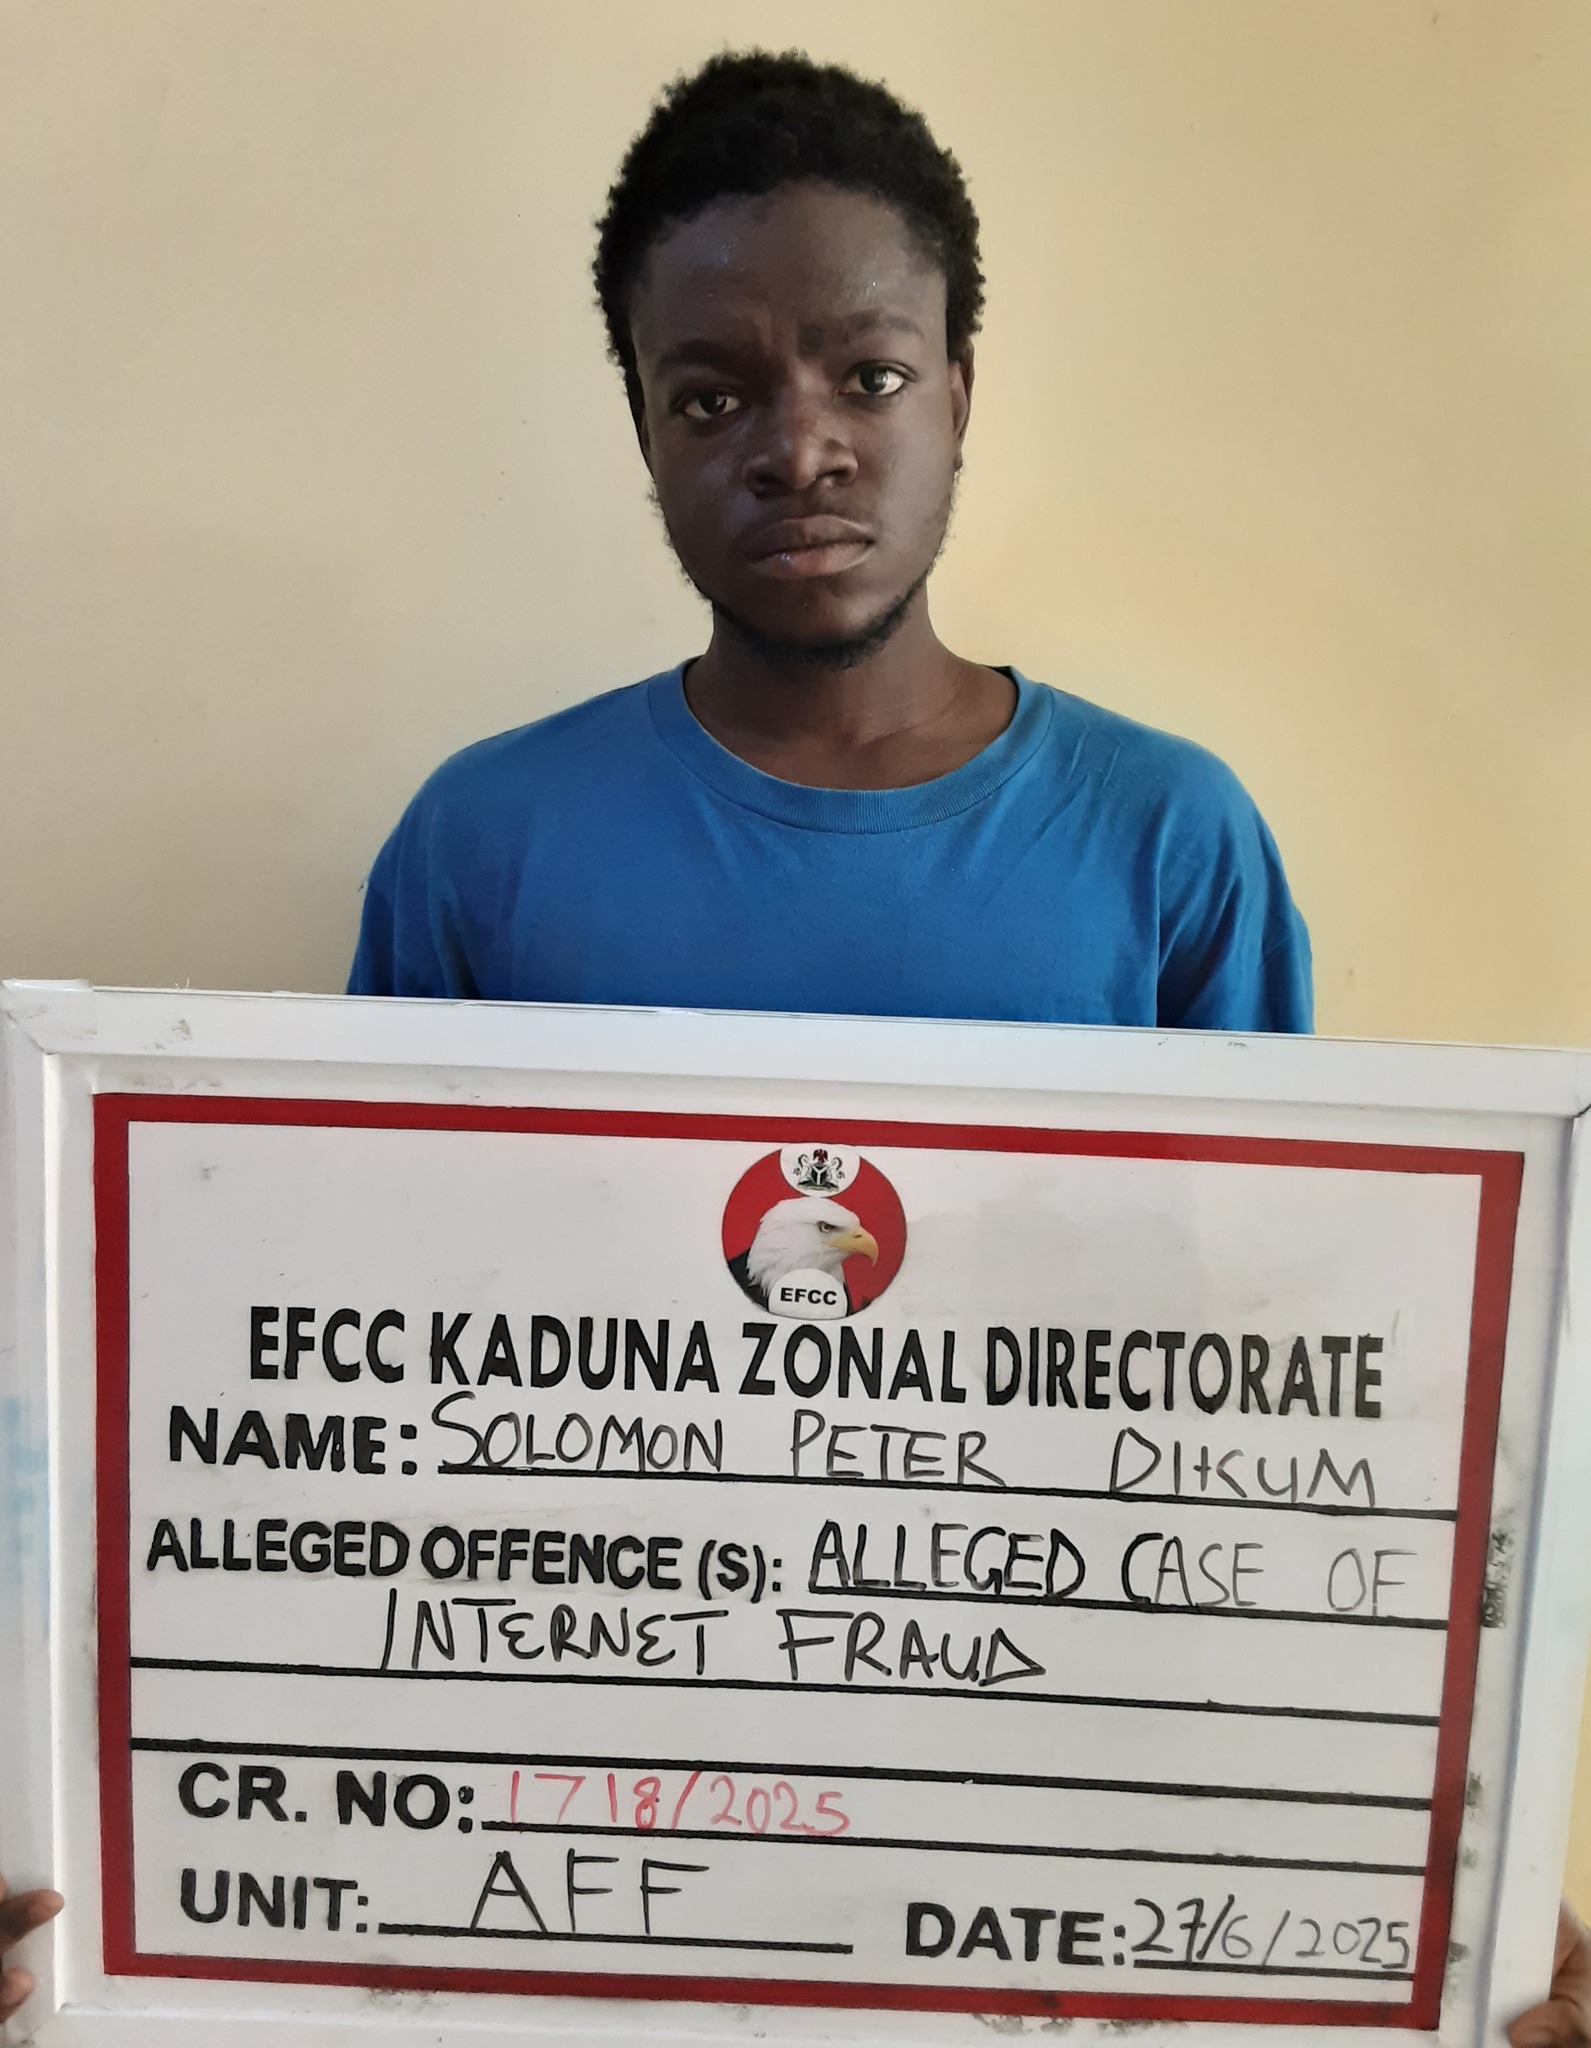 EFCC
EFCC KADUNA ZONAL DIRECTORATE
NAME: SOLOMON PETER DIKUM
ALLEGED OFFENCE (S): ALLEGED CASE OF
INTERNET FRAUD
CR. NO: 1718/2025
UNIT: AFF DATE: 27/6/2025